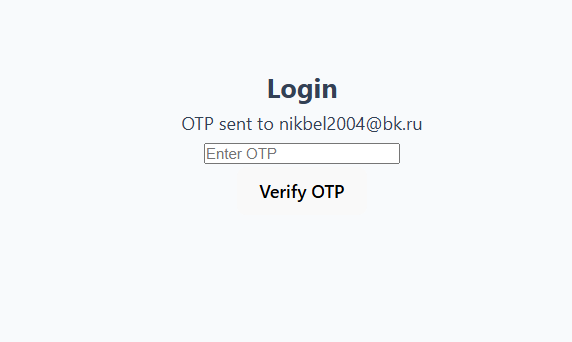 Login
OTP sent to nikbel2004@bk.ru
Enter OTP
Verify OTP